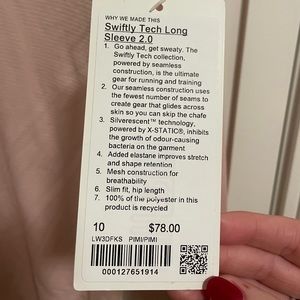 WHY WE MADE THIS
Swiftly Tech Long
Sleeve 2.0
1. Go ahead, get sweaty. The
Swiftly Tech collection,
powered by seamless
construction, is the ultimate
gear for running and training
2. Our seamless construction uses
the fewest number of seams to
create gear that glides across
skin so you can skip the chafe
3. Silverescent™ technology,
powered by X-STATIC®, inhibits
the growth of odour-causing
bacteria on the garment
4. Added elastane improves stretch
and shape retention
5. Mesh construction for
breathability
6. Slim fit, hip length
7. 100% of the polyester in this
product is recycled
10 $78.00
LW3DFKS PIMI/PIMI
000127651914